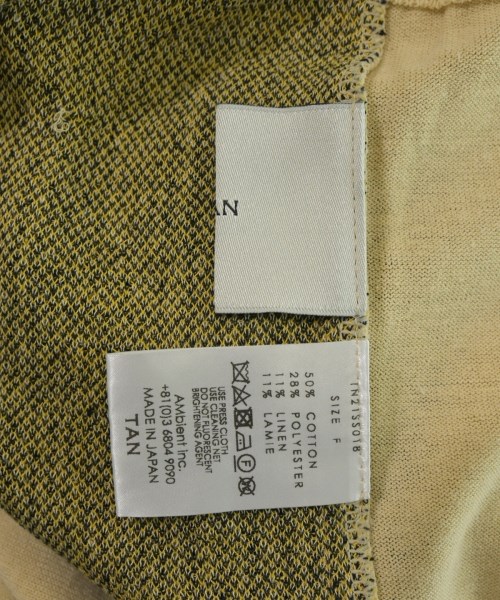 AN
TN21SS018
SIZE F
50% COTTON
28% POLYESTER
11% LINEN
11% LAMIE
USE PRESS CLOTH
USE CLEANING NET
DO NOT FLUORESCENT
BRIGHTENING AGENT
AMbient Inc.
+81(0)3 6804 9090
MADE IN JAPAN
TAN